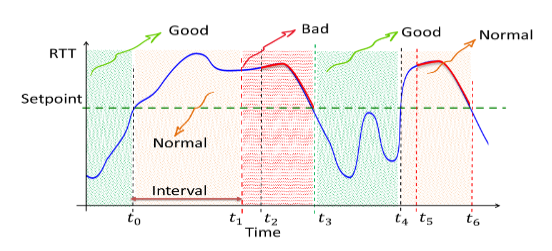 Good
Bad
Good
Normal
RTT
Setpoint
Normal
Interval
t0 t1 t2 t3 t4 t5 t6
Time